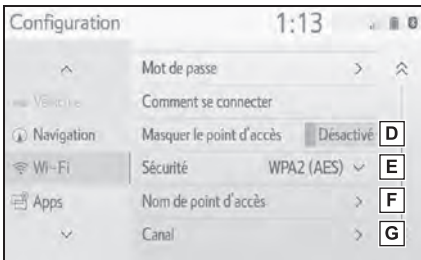 Configuration 1:13
Mot de passe
Comment se connecter
Navigation Masquer le point d'accès Désactivé D
Wi-Fi Sécurité WPA2 (AES) E
Apps Nom de point d'accès F
Canal G